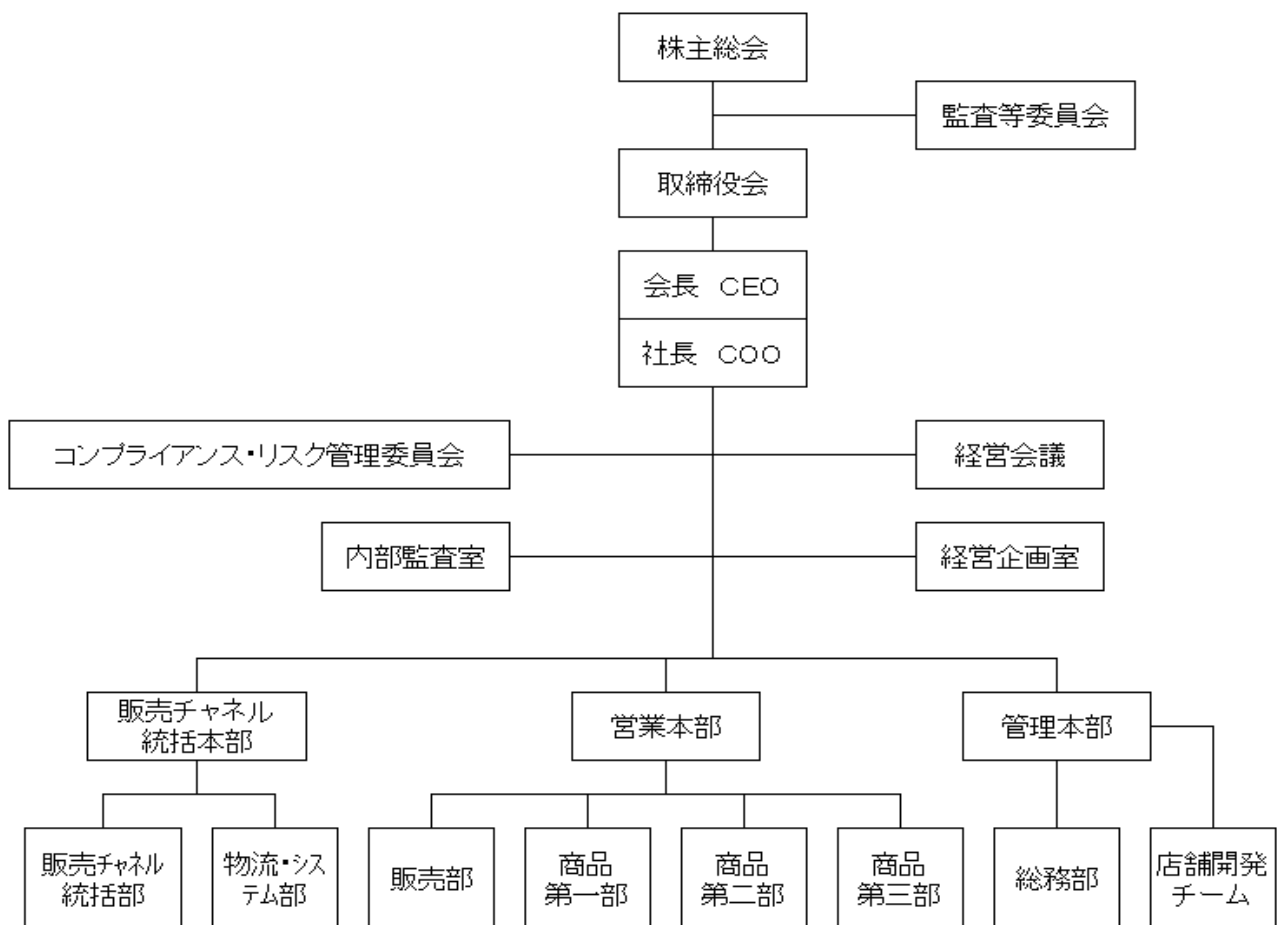 株主総会
監査等委員会
取締役会
会長　CEO
社長　COO
コンプライアンス・リスク管理委員会
経営会議
内部監査室
経営企画室
販売チャネル
統括本部
営業本部
管理本部
販売チャネル
統括部
物流・シス
テム部
販売部
商品
第一部
商品
第二部
商品
第三部
総務部
店舗開発
チーム